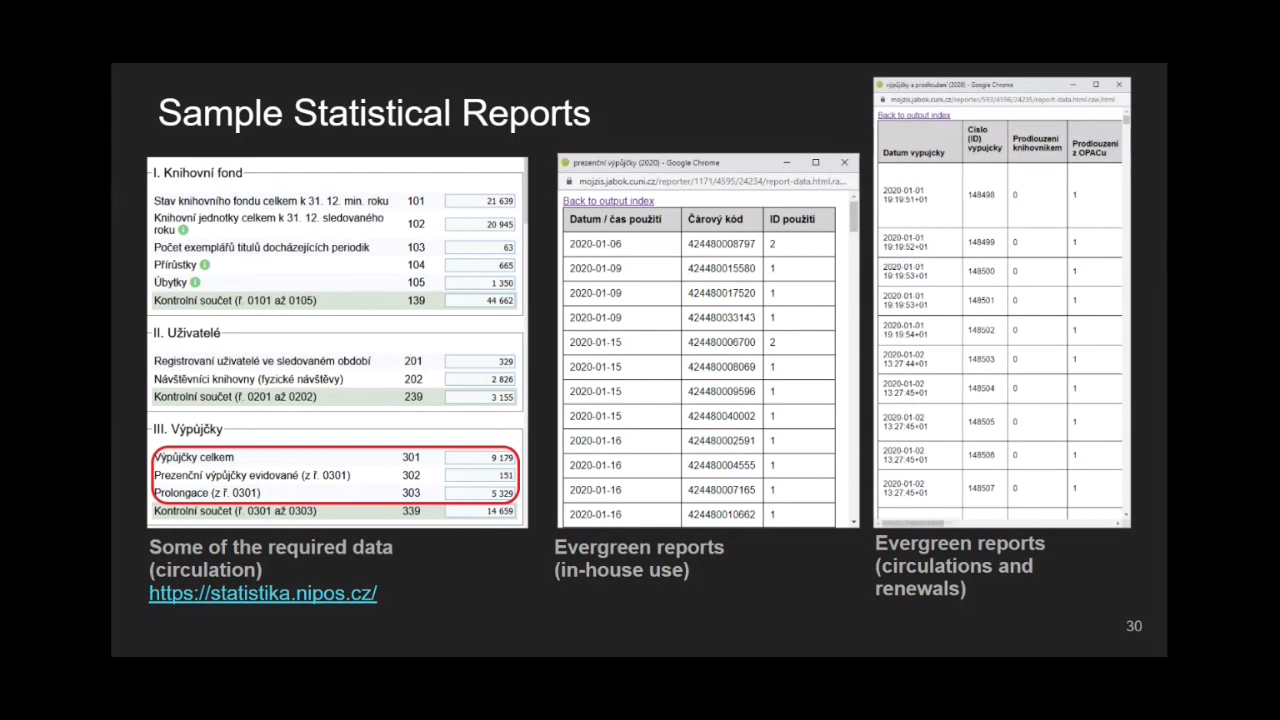 Sample Statistical Reports
I. Knihovní fond
Stav knihovního fondu celkem k 31. 12. min. roku 101 21 639
Knihovní jednotky celkem k 31. 12. sledovaného
roku 102 20 945
Počet exemplářů titulů docházejících periodik 103 63
Přírůstky 104 665
Úbytky 105 1 350
Kontrolní součet (ř. 0101 až 0105) 139 44 662
II. Uživatelé
Registrovaní uživatelé ve sledovaném období 201 329
Návštěvníci knihovny (fyzické návštěvy) 202 2 826
Kontrolní součet (ř. 0201 až 0202) 239 3 155
III. Výpůjčky
Výpůjčky celkem 301 9 179
Prezenční výpůjčky evidované (z ř. 0301) 302 151
Prolongace (z ř. 0301) 303 5 329
Kontrolní součet (ř. 0301 až 0303) 339 14 659
Some of the required data
(circulation)
https://statistika.nipos.cz/
prezenční výpůjčky (2020) - Google Chrome
mojzis.jabok.cuni.cz/reporter/1171/4595/24234/report-data.html.ra...
Back to output index
Datum / čas použití Čárový kód ID použití
2020-01-06 424480008797 2
2020-01-09 424480015580 1
2020-01-09 424480017520 1
2020-01-09 424480033143 1
2020-01-15 424480006700 2
2020-01-15 424480008069 1
2020-01-15 424480009596 1
2020-01-15 424480040002 1
2020-01-16 424480002591 1
2020-01-16 424480004555 1
2020-01-16 424480007165 1
2020-01-16 424480010662 1
Evergreen reports
(in-house use)
výpůjčky a prodloužení (2020) - Google Chrome
mojzis.jabok.cuni.cz/reporter/593/4596/24235/report-data.html.raw.html
Back to output index
Datum vypujcky Cislo (ID) vypujcky Prodlouzeni knihovnikem Prodlouzeni z OPACu
2020-01-01 19:19:51+01 148498 0 1
2020-01-01 19:19:52+01 148499 0 1
2020-01-01 19:19:53+01 148500 0 1
2020-01-01 19:19:53+01 148501 0 1
2020-01-01 19:19:54+01 148502 0 1
2020-01-02 13:27:44+01 148503 0 1
2020-01-02 13:27:45+01 148504 0 1
2020-01-02 13:27:45+01 148505 0 1
2020-01-02 13:27:45+01 148506 0 1
2020-01-02 13:27:45+01 148507 0 1
Evergreen reports
(circulations and
renewals)
30